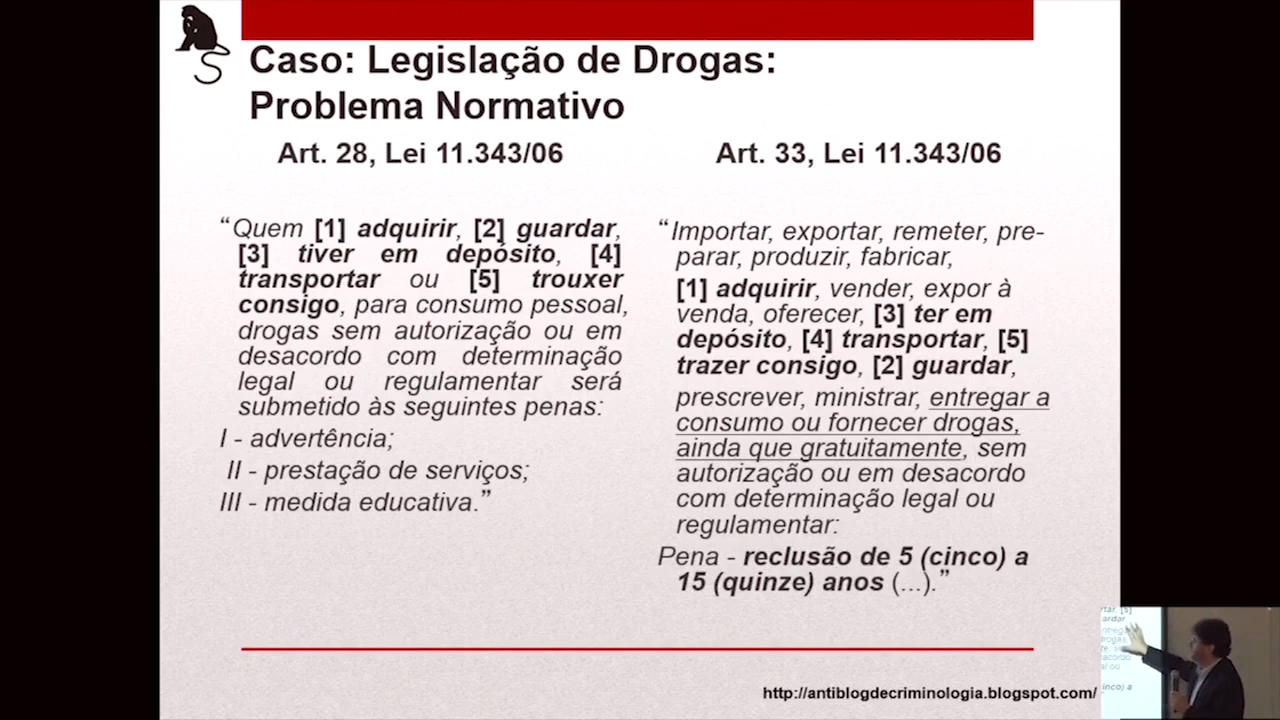 Caso: Legislação de Drogas:
Problema Normativo
Art. 28, Lei 11.343/06
“Quem [1] adquirir, [2] guardar,
[3] tiver em depósito, [4]
transportar ou [5] trouxer
consigo, para consumo pessoal,
drogas sem autorização ou em
desacordo com determinação
legal ou regulamentar será
submetido às seguintes penas:
I - advertência;
II - prestação de serviços;
III - medida educativa.”
Art. 33, Lei 11.343/06
“Importar, exportar, remeter, pre-
parar, produzir, fabricar,
[1] adquirir, vender, expor à
venda, oferecer, [3] ter em
depósito, [4] transportar, [5]
trazer consigo, [2] guardar,
prescrever, ministrar, entregar a
consumo ou fornecer drogas,
ainda que gratuitamente, sem
autorização ou em desacordo
com determinação legal ou
regulamentar:
Pena - reclusão de 5 (cinco) a
15 (quinze) anos (...).”
http://antiblogdecriminologia.blogspot.com/